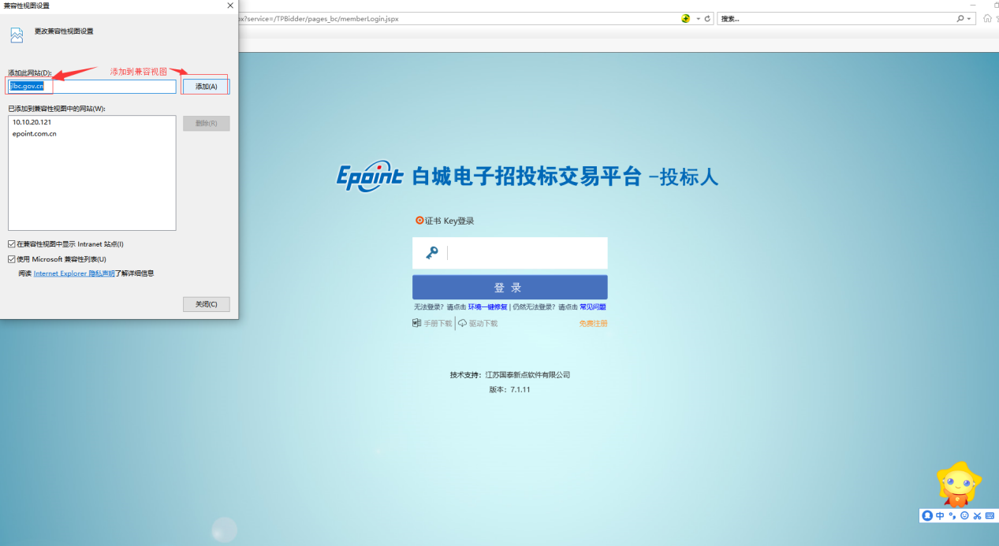 兼容性视图设置
更改兼容性视图设置
添加此网站(D):
添加到兼容视图
jlbc.gov.cn
添加(A)
已添加到兼容性视图中的网站(W):
10.10.20.121
epoint.com.cn
删除(R)
在兼容性视图中显示 Intranet 站点(I)
使用 Microsoft 兼容性列表(U)
阅读 Internet Explorer 隐私声明了解详细信息
关闭(C)
x?service=/TPBidder/pages_bc/memberLogin.jspx
搜索...
Epoint 白城电子招投标交易平台 -投标人
证书 Key登录
登 录
无法登录? 请点击 环境一键修复 | 仍然无法登录? 请点击 常见问题
手册下载 驱动下载 免费注册
技术支持: 江苏国泰新点软件有限公司
版本: 7.1.11
中